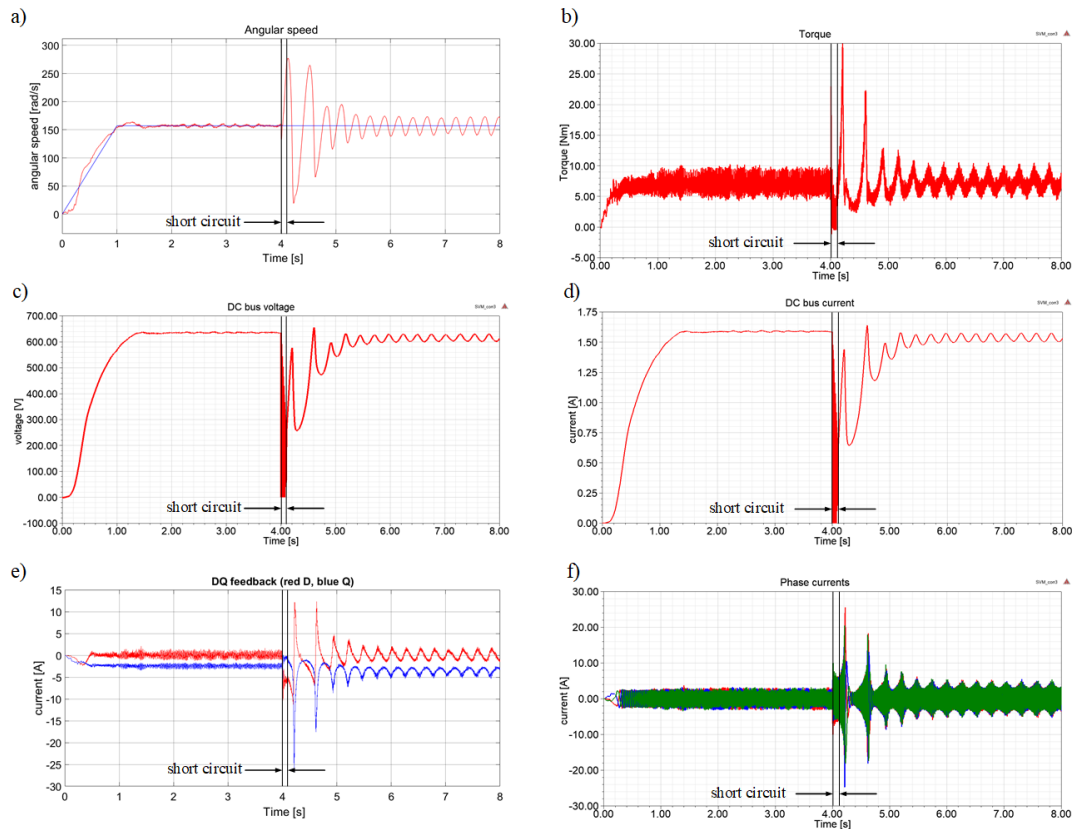 a)
Angular speed
300
250
200
150
100
50
0
angular speed [rad/s]
short circuit
0 1 2 3 4 5 6 7 8
Time [s]
b)
Torque
SVM_con3
30.00
25.00
20.00
15.00
10.00
5.00
0.00
-5.00
Torque [Nm]
short circuit
0.00 1.00 2.00 3.00 4.00 5.00 6.00 7.00 8.00
Time [s]
c)
DC bus voltage
SVM_con3
700.00
600.00
500.00
400.00
300.00
200.00
100.00
0.00
-100.00
voltage [V]
short circuit
0.00 1.00 2.00 3.00 4.00 5.00 6.00 7.00 8.00
Time [s]
d)
DC bus current
SVM_con3
1.75
1.50
1.25
1.00
0.75
0.50
0.25
0.00
current [A]
short circuit
0.00 1.00 2.00 3.00 4.00 5.00 6.00 7.00 8.00
Time [s]
e)
DQ feedback (red D, blue Q)
15
10
5
0
-5
-10
-15
-20
-25
-30
current [A]
short circuit
0 1 2 3 4 5 6 7 8
Time [s]
f)
Phase currents
SVM_con3
30.00
20.00
10.00
0.00
-10.00
-20.00
-30.00
current [A]
short circuit
0.00 1.00 2.00 3.00 4.00 5.00 6.00 7.00 8.00
Time [s]